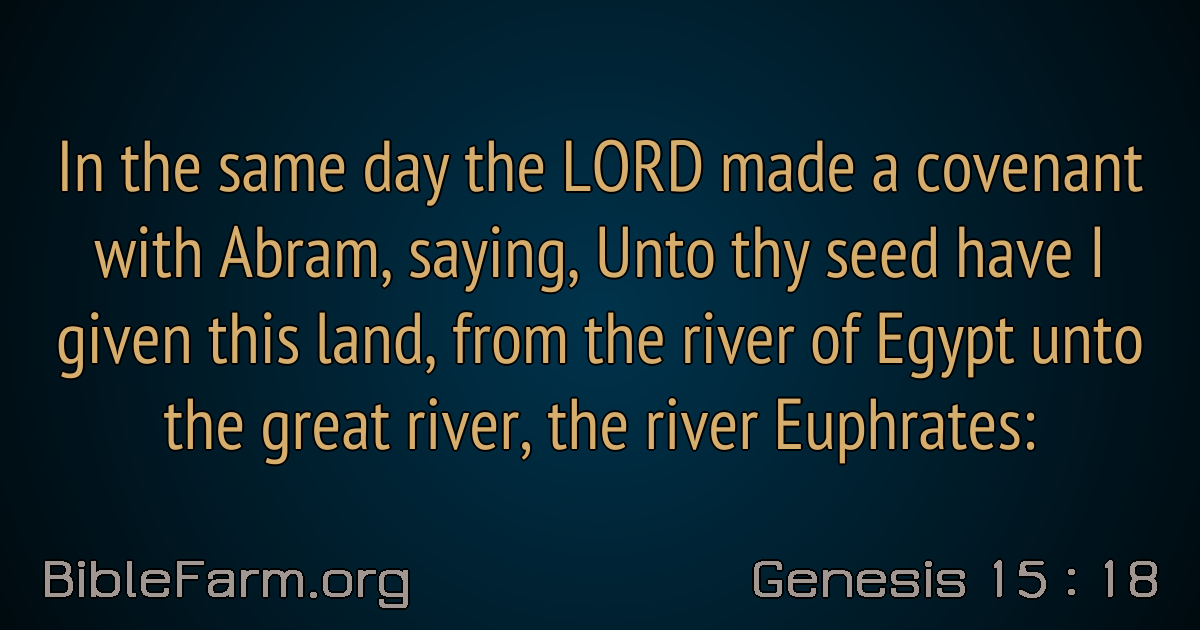 In the same day the LORD made a covenant
with Abram, saying, Unto thy seed have I
given this land, from the river of Egypt unto
the great river, the river Euphrates:
BibleFarm.org
Genesis 15 : 18